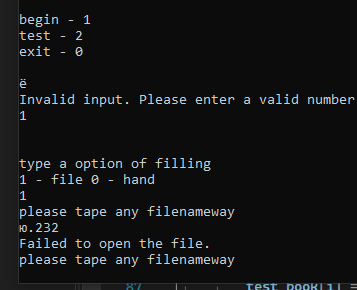 begin - 1
test - 2
exit - 0
ё
Invalid input. Please enter a valid number
1
type a option of filling
1 - file 0 - hand
1
please tape any filenameway
ю.232
Failed to open the file.
please tape any filenameway
87 test_book[i] =